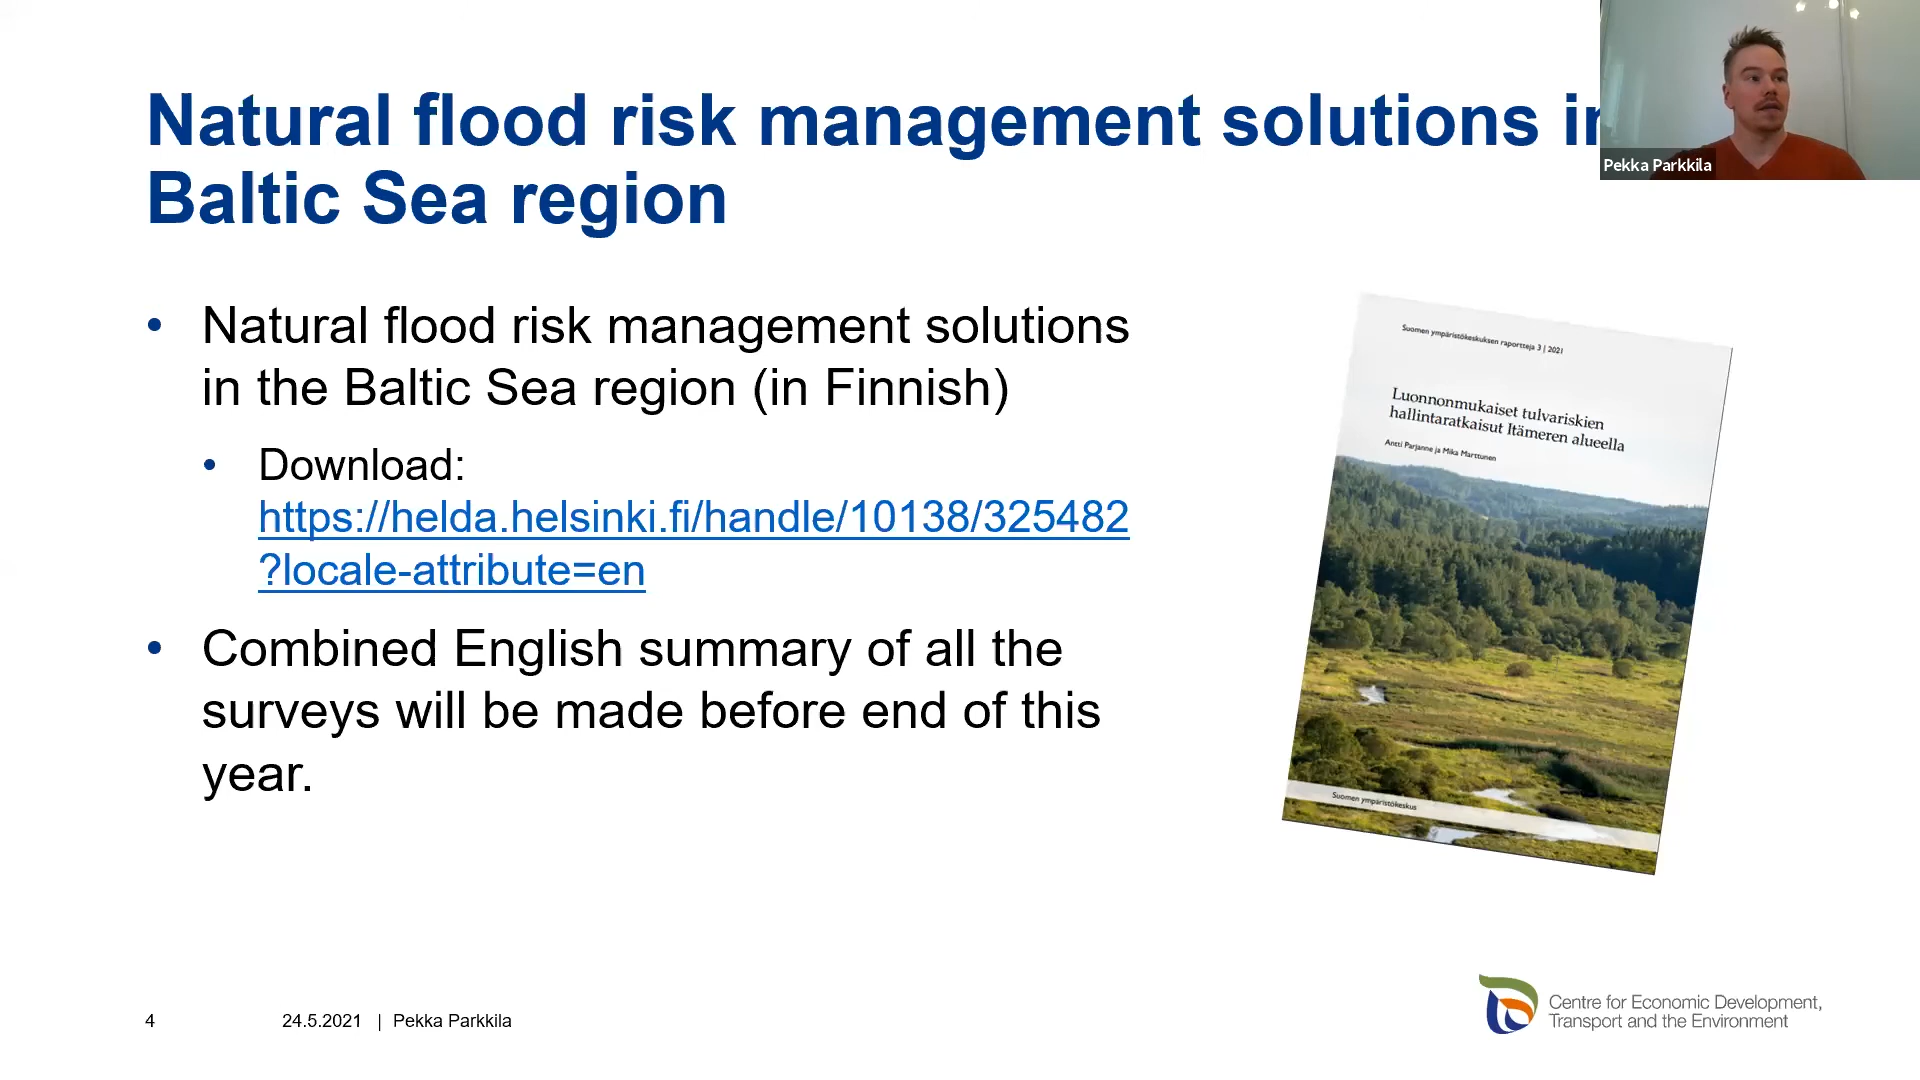 Natural flood risk management solutions in
Baltic Sea region
Pekka Parkkila
• Natural flood risk management solutions
in the Baltic Sea region (in Finnish)
• Download:
https://helda.helsinki.fi/handle/10138/325482
?locale-attribute=en
• Combined English summary of all the
surveys will be made before end of this
year.
Suomen ympäristökeskuksen raportteja 3 | 2021
Luonnonmukaiset tulvariskien
hallintaratkaisut Itämeren alueella
Antti Parjanne ja Mika Marttunen
Suomen ympäristökeskus
4 24.5.2021 | Pekka Parkkila
Centre for Economic Development,
Transport and the Environment